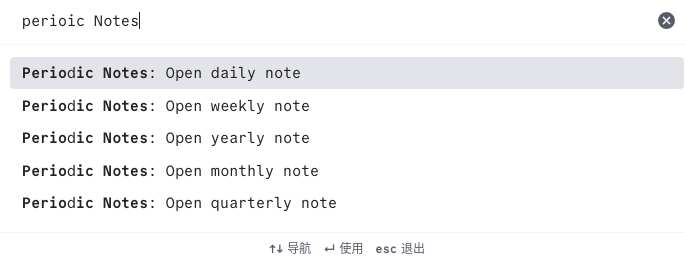 perioic Notes
Periodic Notes: Open daily note
Periodic Notes: Open weekly note
Periodic Notes: Open yearly note
Periodic Notes: Open monthly note
Periodic Notes: Open quarterly note
↑↓ 导航 ↵ 使用 esc 退出